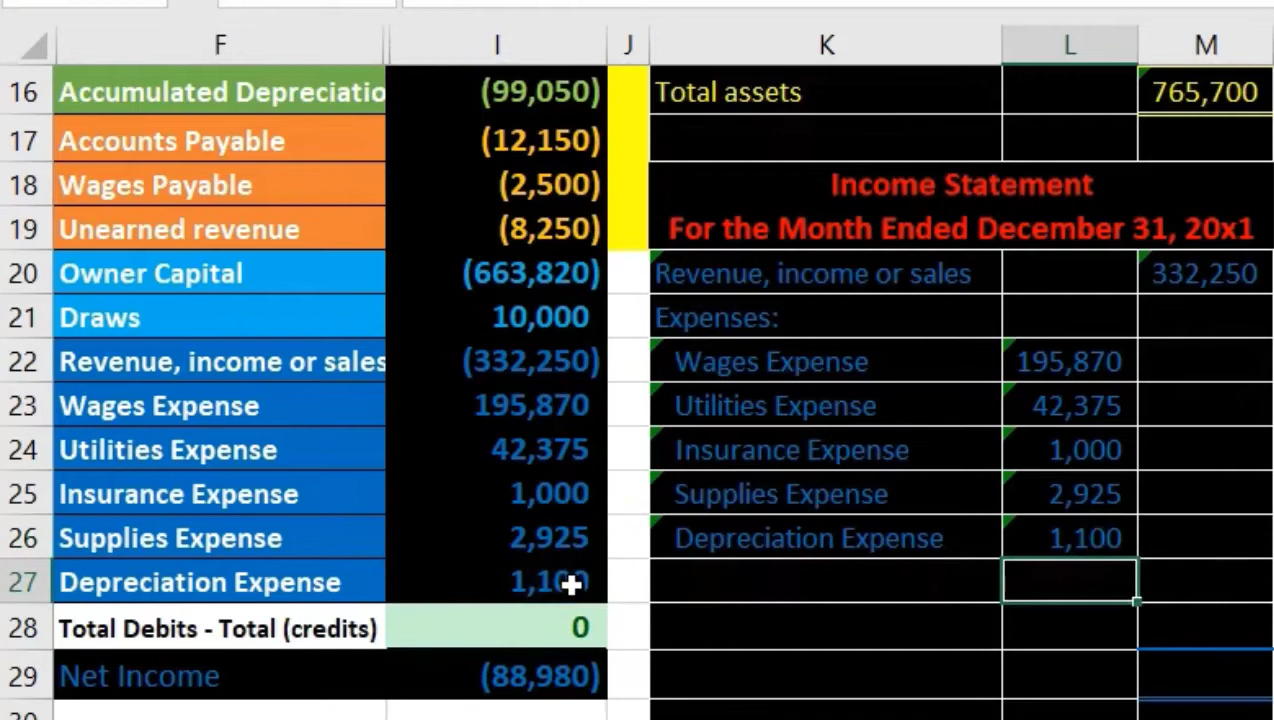 F I J K L M
16 Accumulated Depreciatio (99,050) Total assets 765,700
17 Accounts Payable (12,150)
18 Wages Payable (2,500) Income Statement
19 Unearned revenue (8,250) For the Month Ended December 31, 20x1
20 Owner Capital (663,820) Revenue, income or sales 332,250
21 Draws 10,000 Expenses:
22 Revenue, income or sales (332,250) Wages Expense 195,870
23 Wages Expense 195,870 Utilities Expense 42,375
24 Utilities Expense 42,375 Insurance Expense 1,000
25 Insurance Expense 1,000 Supplies Expense 2,925
26 Supplies Expense 2,925 Depreciation Expense 1,100
27 Depreciation Expense 1,100
28 Total Debits - Total (credits) 0
29 Net Income (88,980)